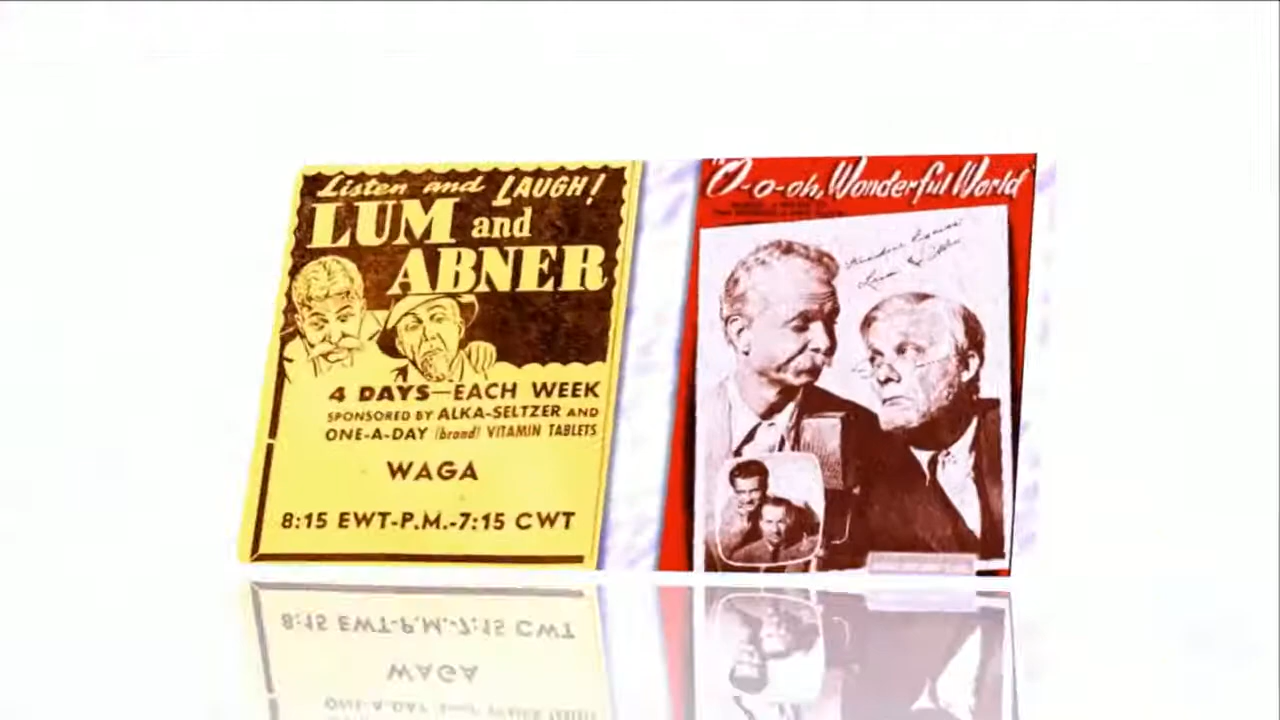 Listen and LAUGH!
LUM and
ABNER
4 DAYS—EACH WEEK
SPONSORED BY ALKA-SELTZER AND
ONE-A-DAY (brand) VITAMIN TABLETS
WAGA
8:15 EWT-P.M.-7:15 CWT
"O-o-oh, Wonderful World